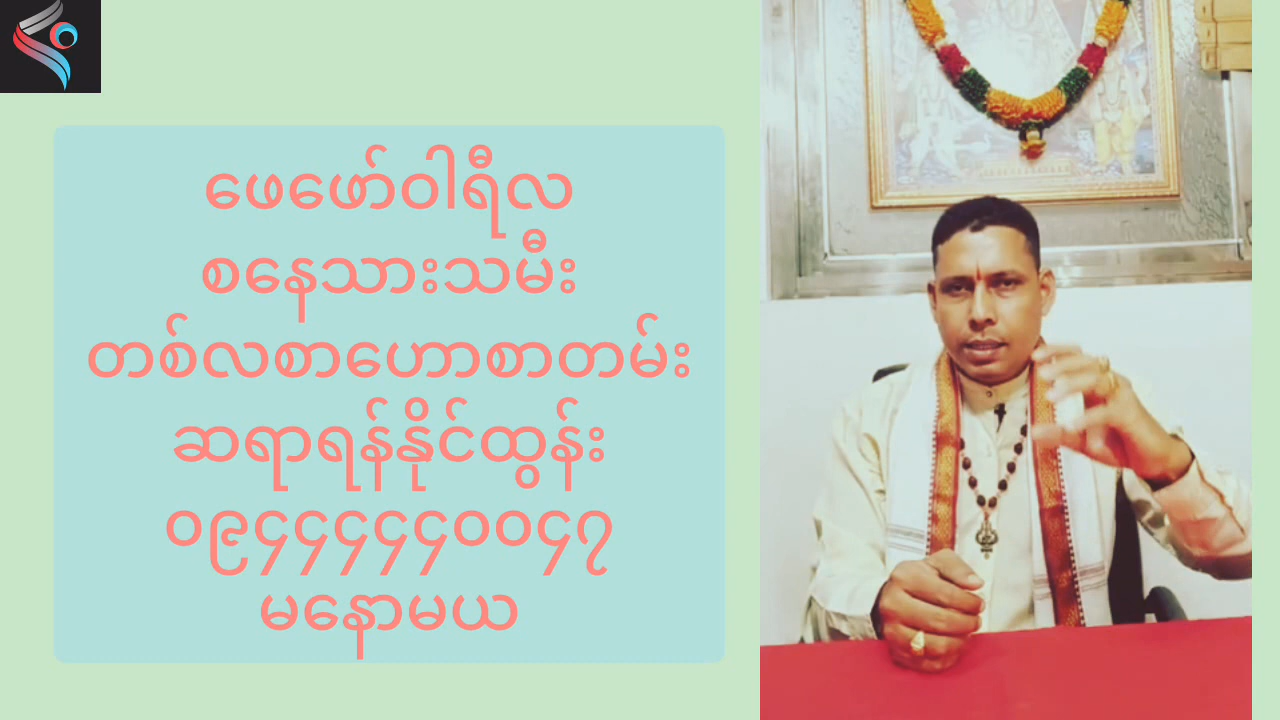 ဖေဖော်ဝါရီလ
စနေသားသမီး
တစ်လစာဟောစာတမ်း
ဆရာရန်နိုင်ထွန်း
၀၉၄၄၄၄၄၀၀၄၇
မနောမယ